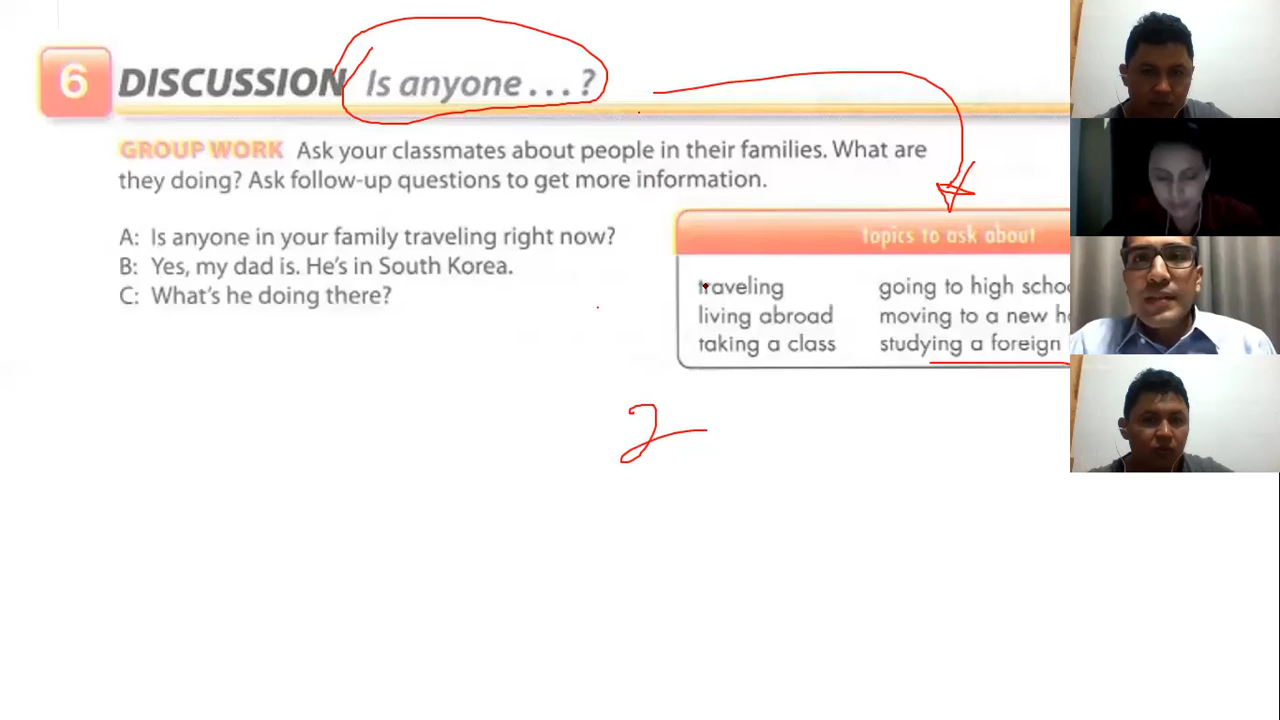 6 DISCUSSION Is anyone . . . ?
GROUP WORK Ask your classmates about people in their families. What are
they doing? Ask follow-up questions to get more information.
A: Is anyone in your family traveling right now?
B: Yes, my dad is. He's in South Korea.
C: What's he doing there?
topics to ask about
traveling going to high schoo
living abroad moving to a new h
taking a class studying a foreign
2